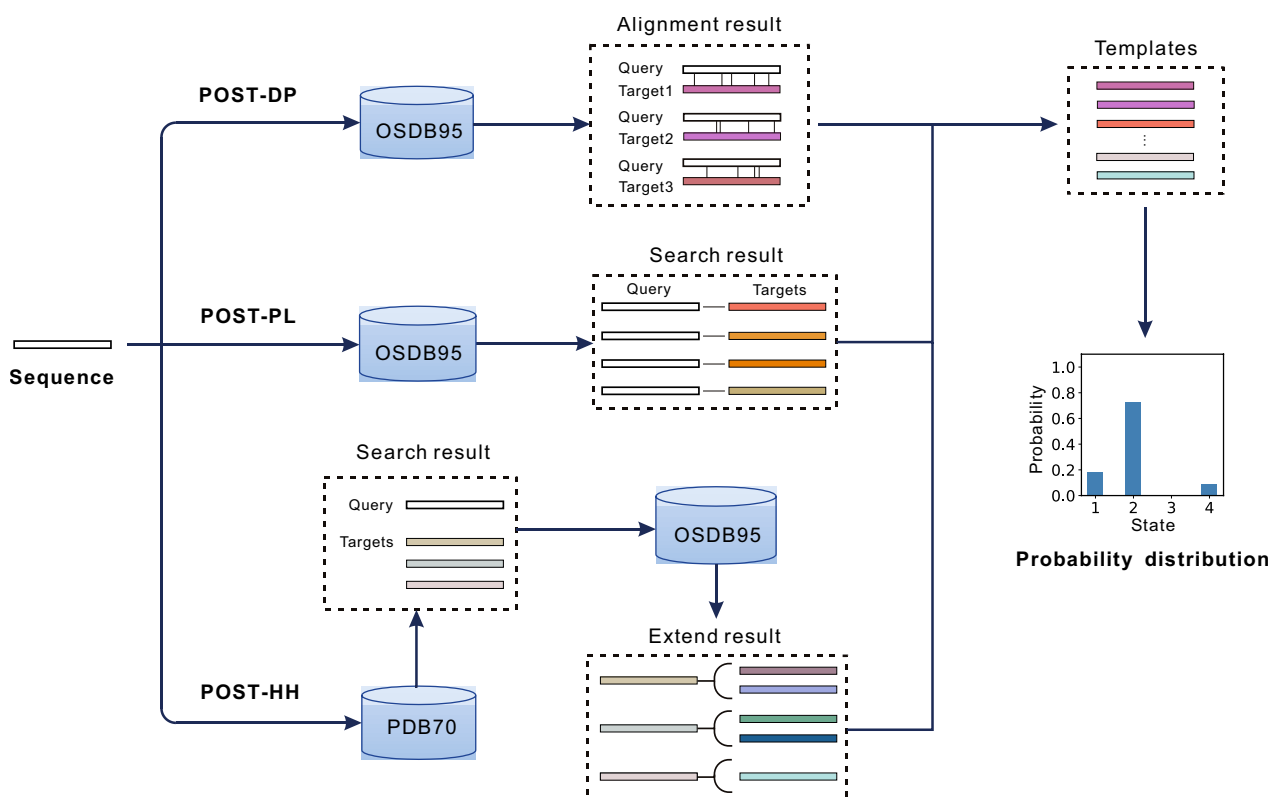 Alignment result
Templates
POST-DP
OSDB95
Query
Target1
Query
Target2
Query
Target3
Search result
Query Targets
POST-PL
OSDB95
Sequence
Search result
Query
Targets
OSDB95
POST-HH
PDB70
Extend result
Probability
1.0
0.8
0.6
0.4
0.2
0.0
1 2 3 4
State
Probability distribution